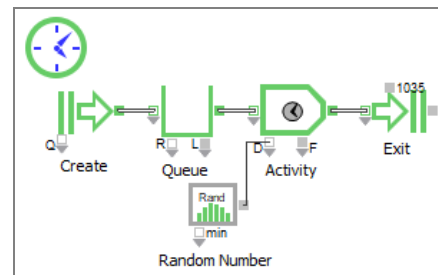 1035
Q
R
L
D
F
Create
Queue
Activity
Exit
Rand
min
Random Number